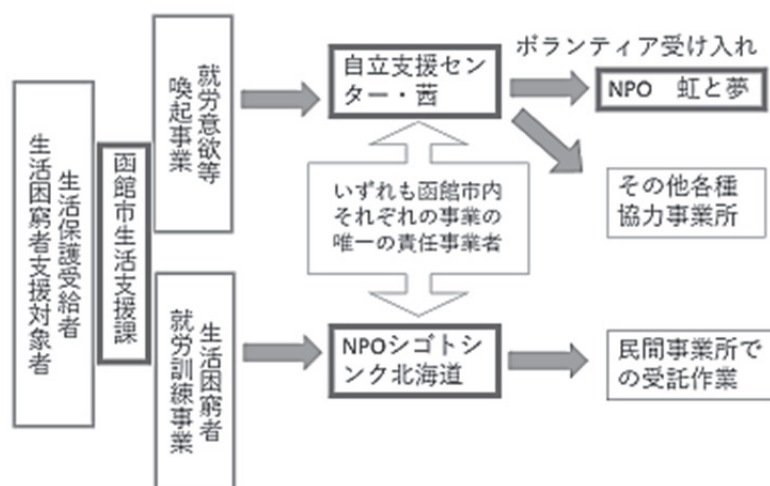 生活保護受給者
生活困窮者支援対象者
函館市生活支援課
就労意欲等
喚起事業
生活困窮者
就労訓練事業
自立支援セン
ター・茜
いずれも函館市内
それぞれの事業の
唯一の責任事業者
NPOシゴトシ
ンク北海道
ボランティア受け入れ
NPO 虹と夢
その他各種
協力事業所
民間事業所で
の受託作業